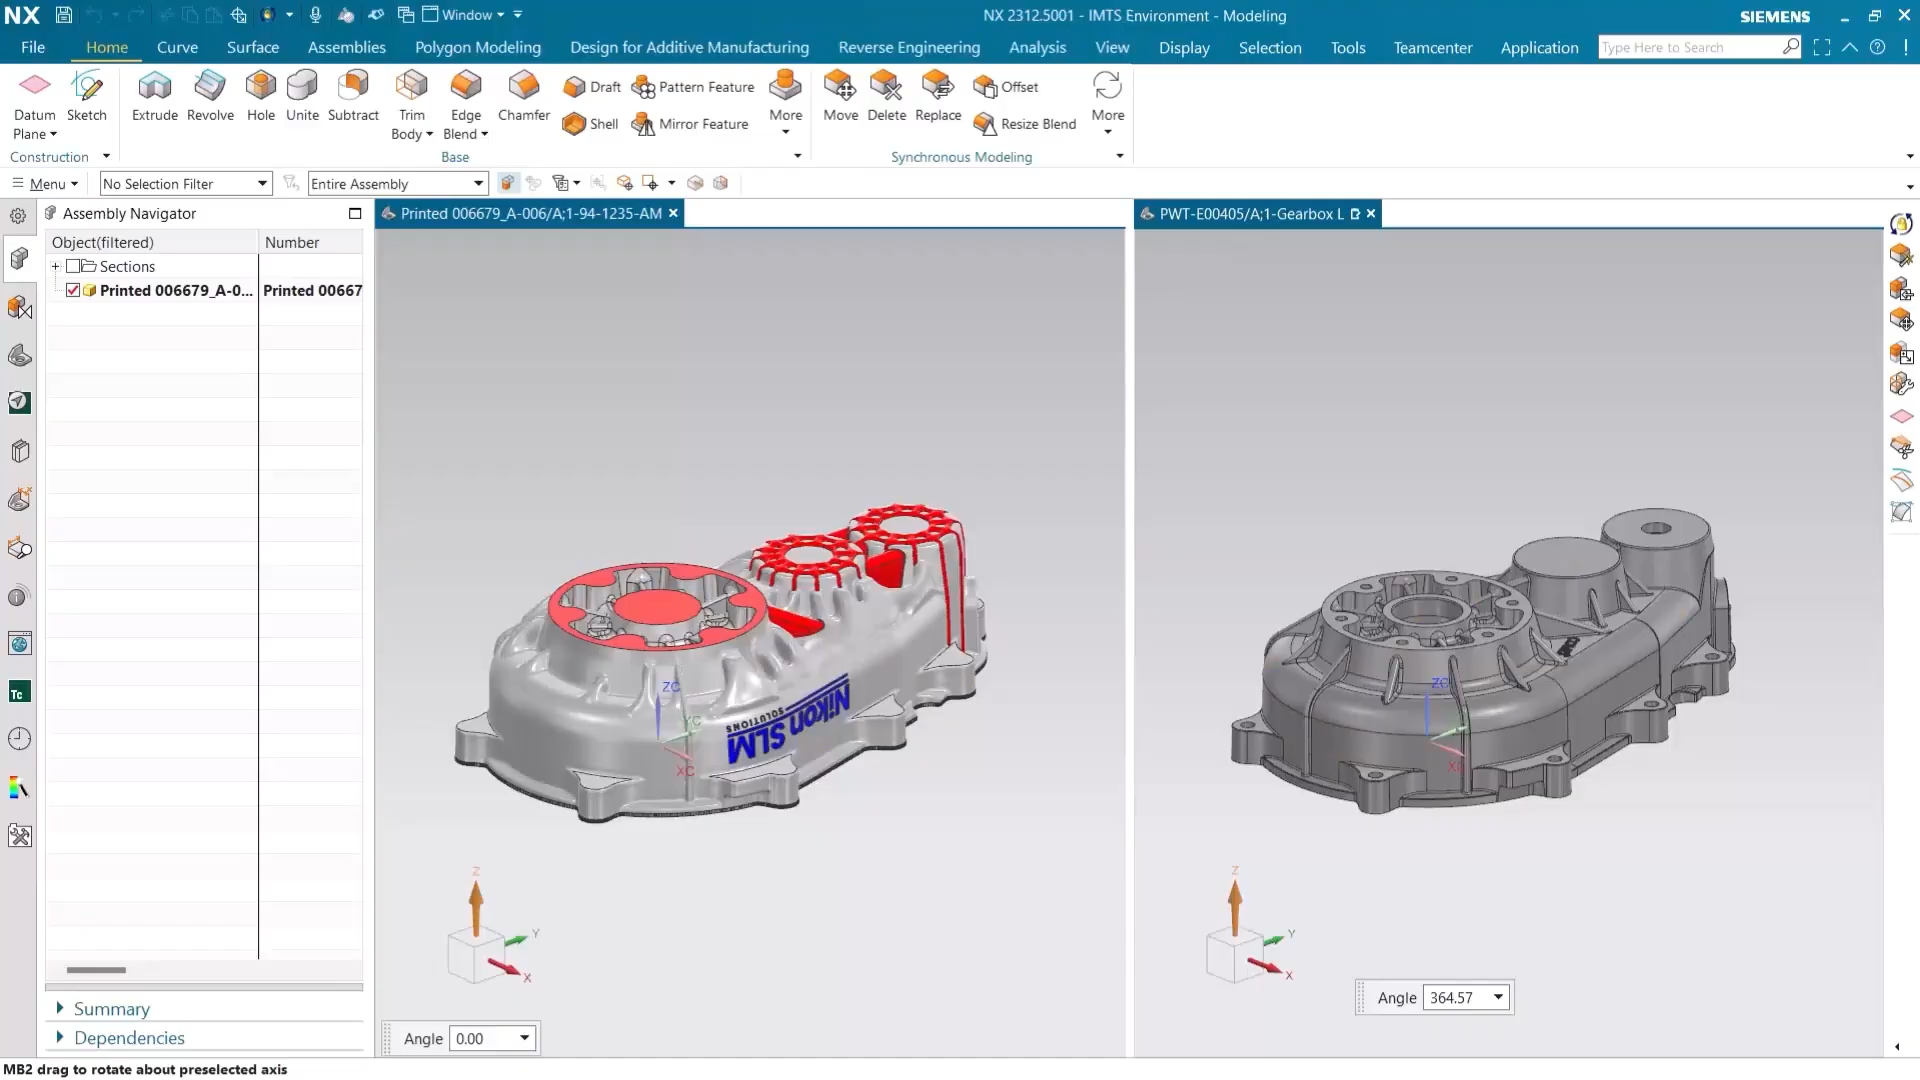 NX Window NX 2312.5001 - IMTS Environment - Modeling SIEMENS
File Home Curve Surface Assemblies Polygon Modeling Design for Additive Manufacturing Reverse Engineering Analysis View Display Selection Tools Teamcenter Application Type Here to Search
Datum Plane Sketch Extrude Revolve Hole Unite Subtract Trim Body Edge Blend Chamfer Draft Pattern Feature More Move Delete Replace Offset More
Shell Mirror Feature Resize Blend
Construction Base Synchronous Modeling
Menu No Selection Filter Entire Assembly
Assembly Navigator
Printed 006679_A-006/A;1-94-1235-AM
PWT-E00405/A;1-Gearbox L
Object(filtered) Number
Sections
Printed 006679_A-0... Printed 00667
Tc
Summary
Dependencies
Nikon SLM
SOLUTIONS
ZC
YC
XC
Z
Y
X
Angle 0.00
ZC
Z
Y
X
Angle 364.57
MB2 drag to rotate about preselected axis